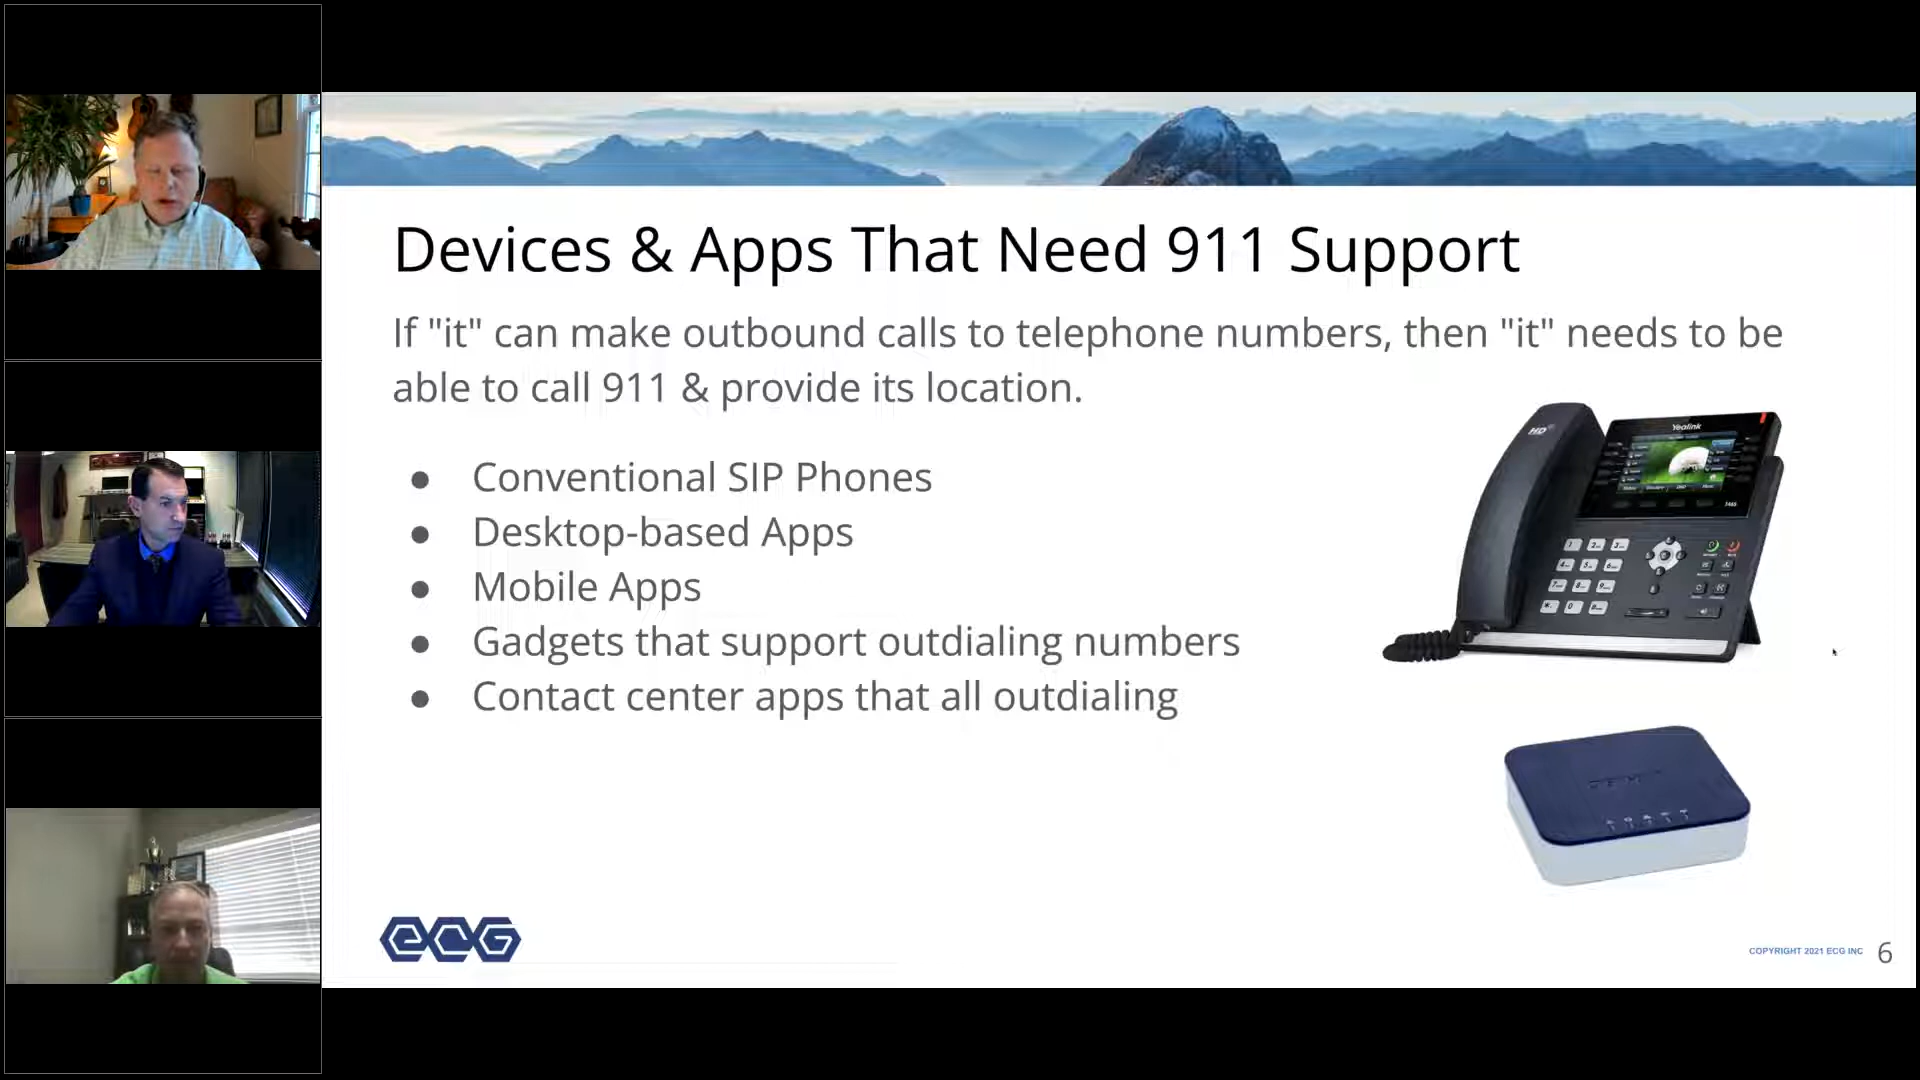 Devices & Apps That Need 911 Support
If "it" can make outbound calls to telephone numbers, then "it" needs to be
able to call 911 & provide its location.
● Conventional SIP Phones
● Desktop-based Apps
● Mobile Apps
● Gadgets that support outdialing numbers
● Contact center apps that all outdialing
HD
Yealink
ECG
COPYRIGHT 2021 ECG INC 6